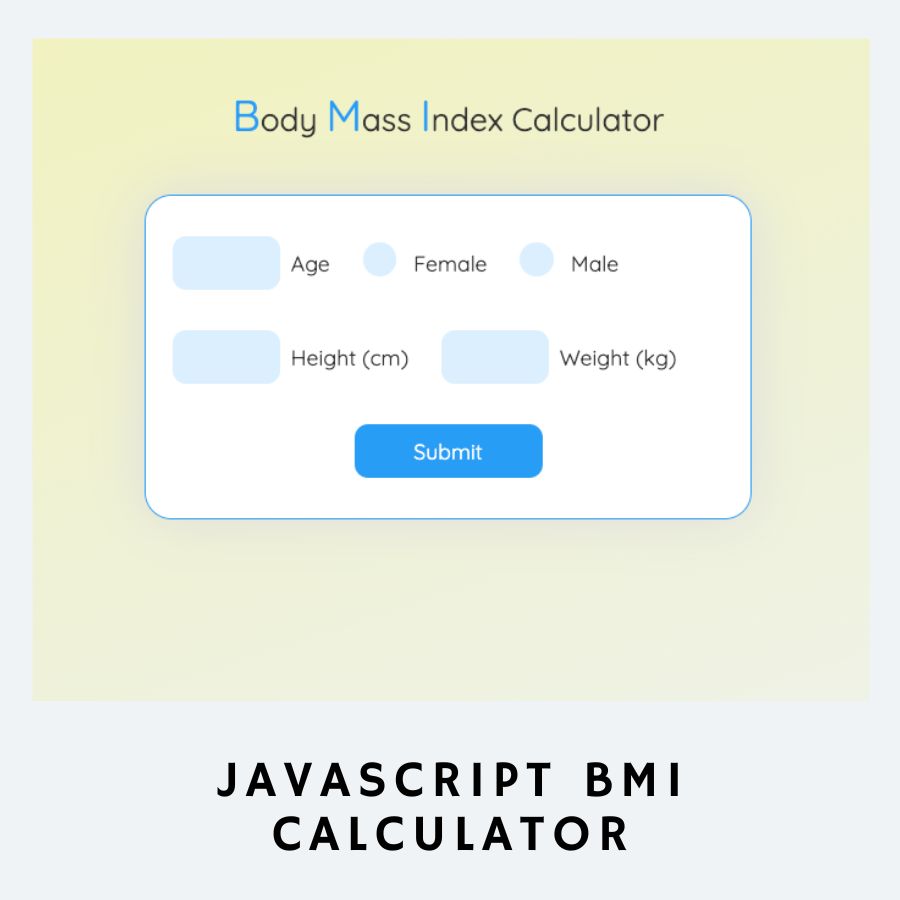 Body Mass Index Calculator
Age Female Male
Height (cm) Weight (kg)
Submit
JAVASCRIPT BMI
CALCULATOR